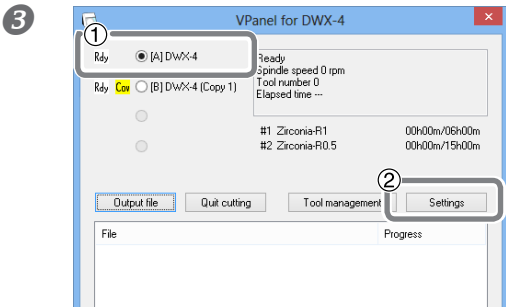 3
VPanel for DWX-4
1
Rdy [A] DWX-4
Rdy Cov [B] DWX-4 (Copy 1)
Ready
Spindle speed 0 rpm
Tool number 0
Elapsed time ---
#1 Zirconia-R1 00h00m/06h00m
#2 Zirconia-R0.5 00h00m/15h00m
2
Output file Quit cutting Tool management Settings
File Progress